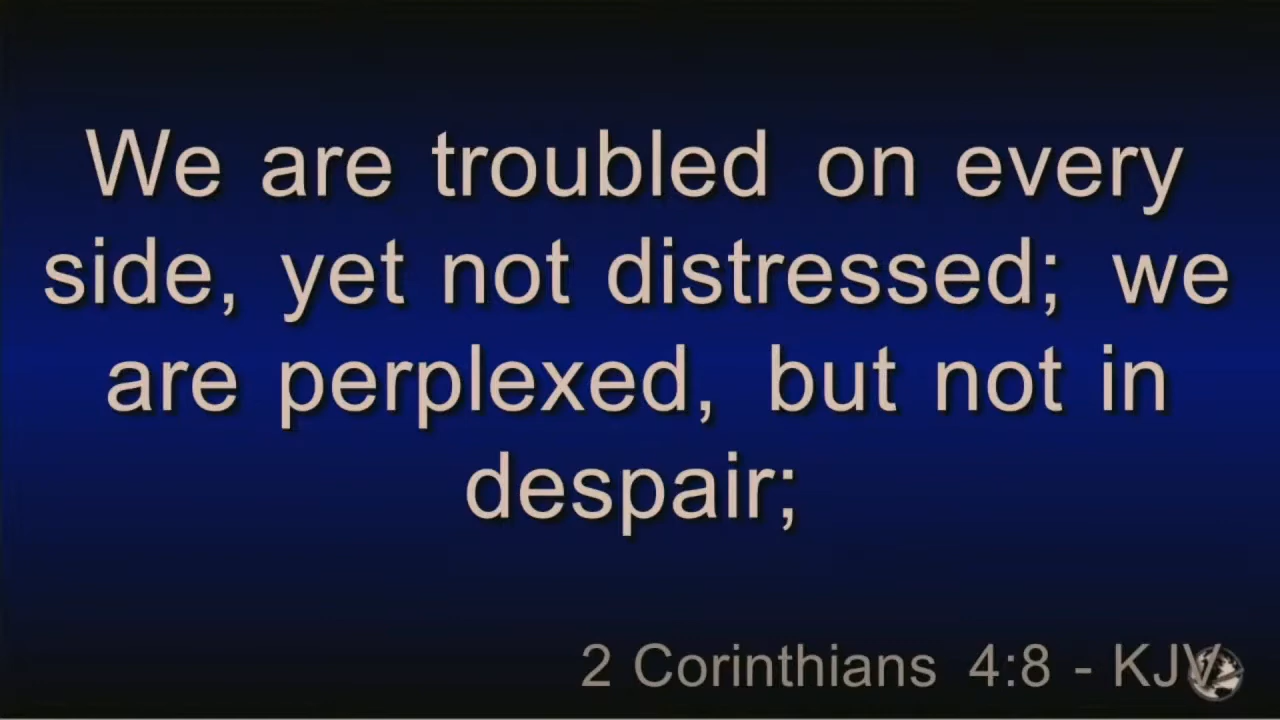 We are troubled on every
side, yet not distressed; we
are perplexed, but not in
despair;
2 Corinthians 4:8 - KJV